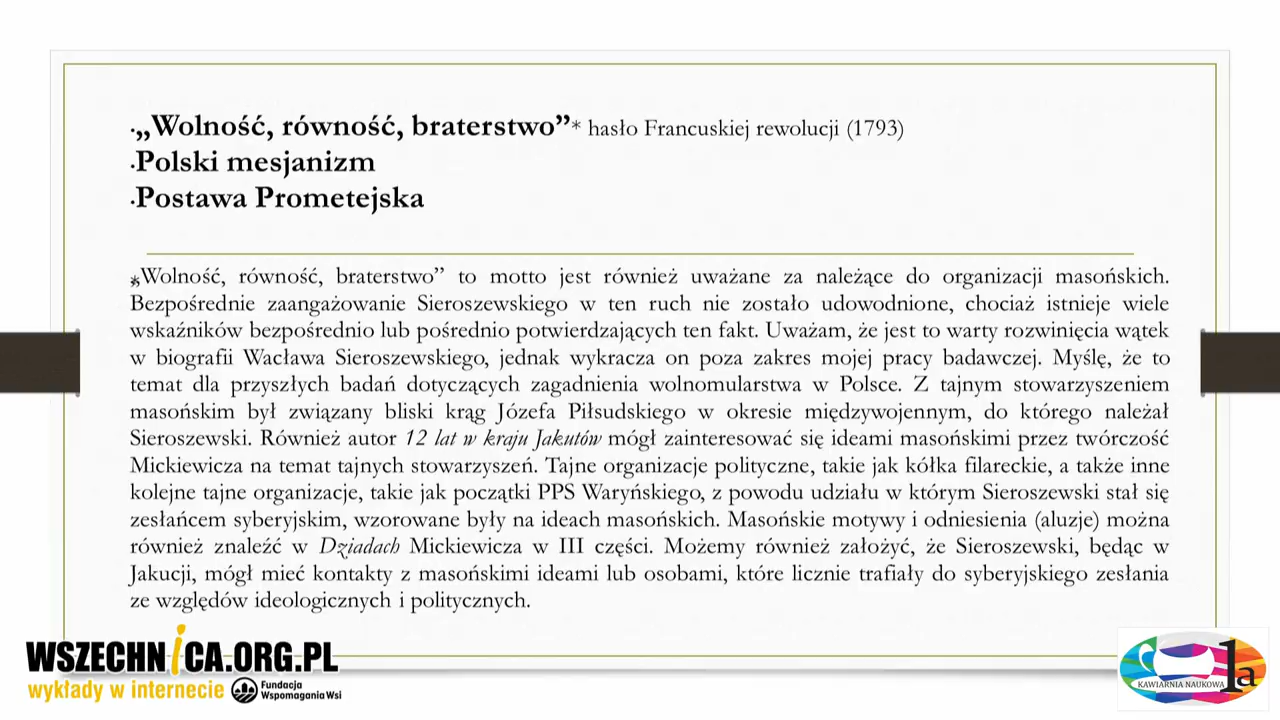 ·„Wolność, równość, braterstwo”* hasło Francuskiej rewolucji (1793)
·Polski mesjanizm
·Postawa Prometejska
*„Wolność, równość, braterstwo” to motto jest również uważane za należące do organizacji masońskich.
Bezpośrednie zaangażowanie Sieroszewskiego w ten ruch nie zostało udowodnione, chociaż istnieje wiele
wskaźników bezpośrednio lub pośrednio potwierdzających ten fakt. Uważam, że jest to warty rozwinięcia wątek
w biografii Wacława Sieroszewskiego, jednak wykracza on poza zakres mojej pracy badawczej. Myślę, że to
temat dla przyszłych badań dotyczących zagadnienia wolnomularstwa w Polsce. Z tajnym stowarzyszeniem
masońskim był związany bliski krąg Józefa Piłsudskiego w okresie międzywojennym, do którego należał
Sieroszewski. Również autor 12 lat w kraju Jakutów mógł zainteresować się ideami masońskimi przez twórczość
Mickiewicza na temat tajnych stowarzyszeń. Tajne organizacje polityczne, takie jak kółka filareckie, a także inne
kolejne tajne organizacje, takie jak początki PPS Waryńskiego, z powodu udziału w którym Sieroszewski stał się
zesłańcem syberyjskim, wzorowane były na ideach masońskich. Masońskie motywy i odniesienia (aluzje) można
również znaleźć w Dziadach Mickiewicza w III części. Możemy również założyć, że Sieroszewski, będąc w
Jakucji, mógł mieć kontakty z masońskimi ideami lub osobami, które licznie trafiały do syberyjskiego zesłania
ze względów ideologicznych i politycznych.
WSZECHNICA.ORG.PL
wykłady w internecie
Fundacja
Wspomagania Wsi
KAWIARNIA NAUKOWA 1a